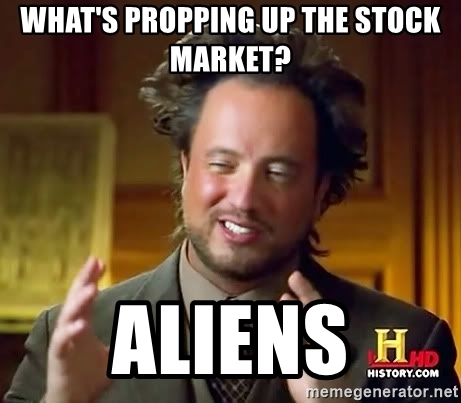 WHAT'S PROPPING UP THE STOCK
MARKET?
ALIENS
H HD
HISTORY.COM
memegenerator.net